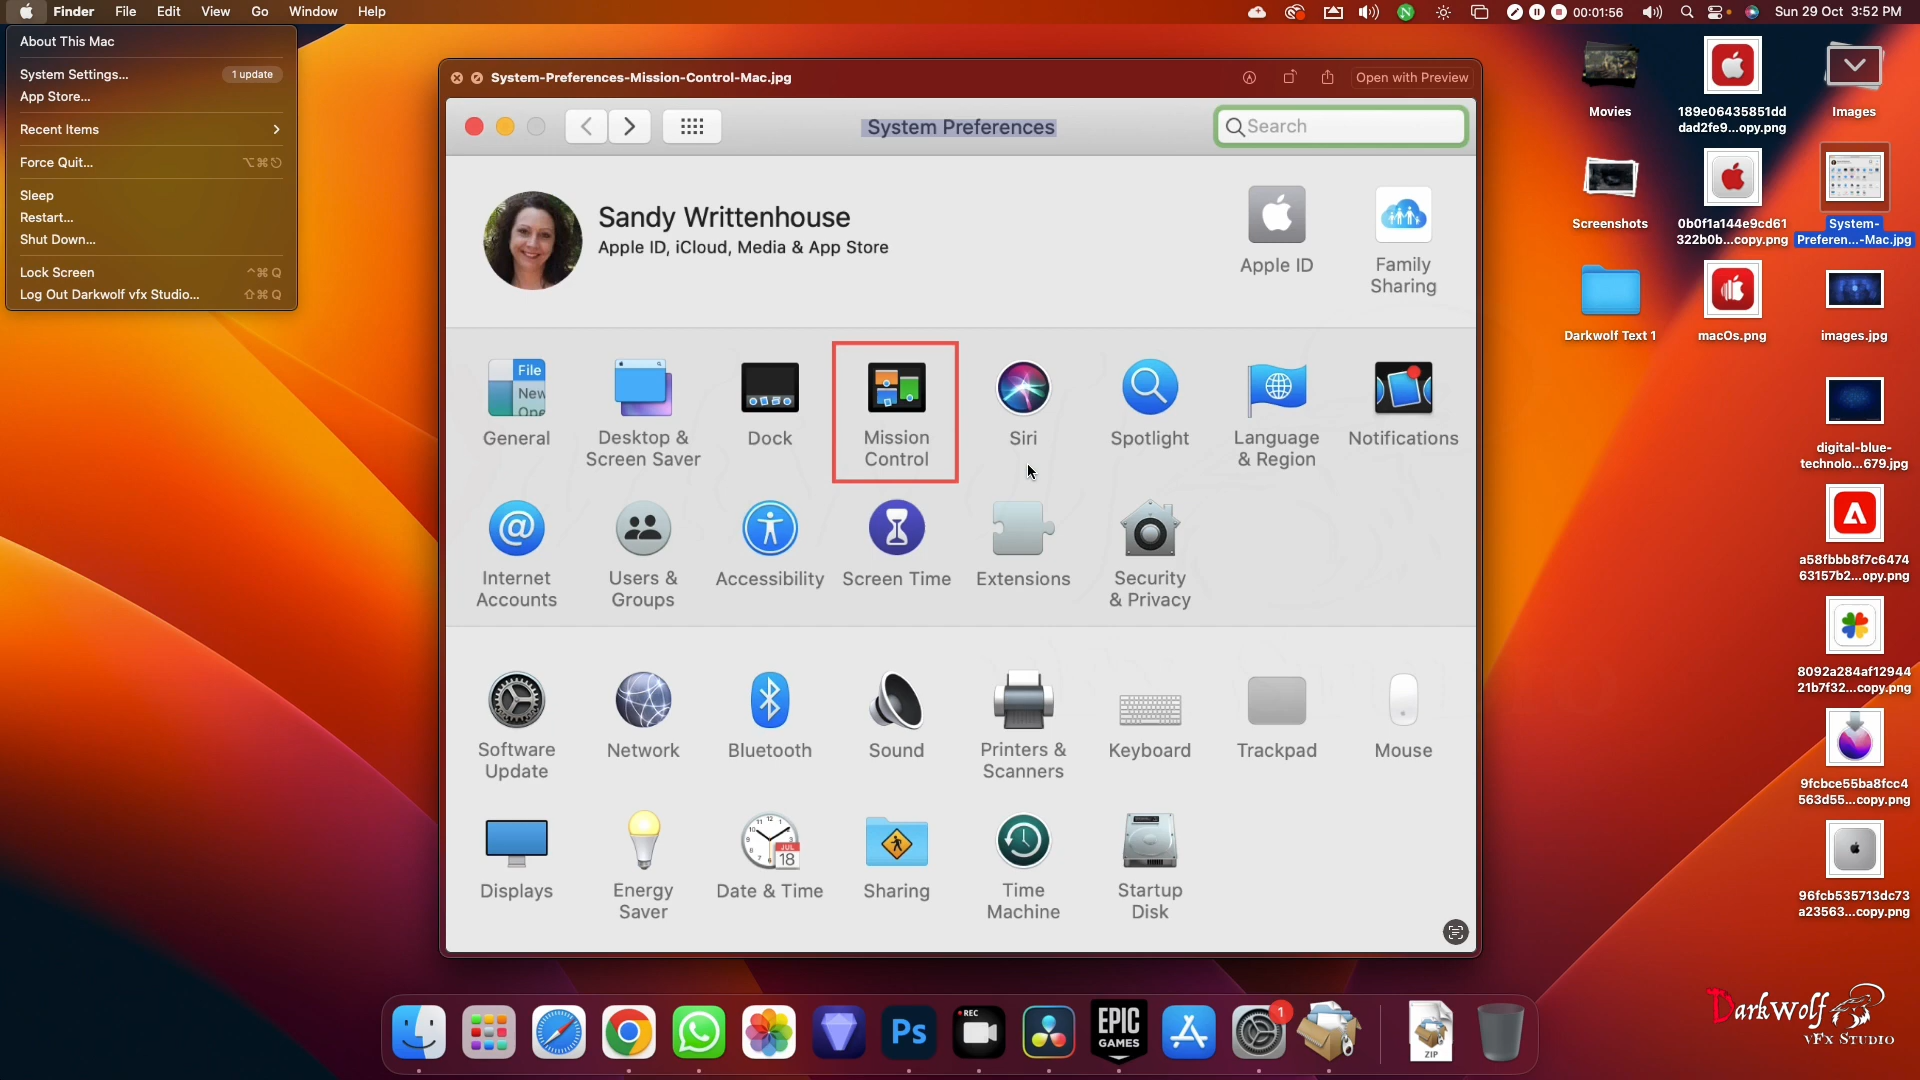 Finder File Edit View Go Window Help
00:01:56
Sun 29 Oct 3:52 PM
About This Mac
System Settings... 1 update
App Store...
Recent Items
Force Quit... ⌥⌘⎋
Sleep
Restart...
Shut Down...
Lock Screen ^⌘Q
Log Out Darkwolf vfx Studio... ⇧⌘Q
System-Preferences-Mission-Control-Mac.jpg
Open with Preview
System Preferences
Search
Sandy Writtenhouse
Apple ID, iCloud, Media & App Store
Apple ID
Family
Sharing
File
New
Ope
General
Desktop &
Screen Saver
Dock
Mission
Control
Siri
Spotlight
Language
& Region
Notifications
Internet
Accounts
Users &
Groups
Accessibility
Screen Time
Extensions
Security
& Privacy
Software
Update
Network
Bluetooth
Sound
Printers &
Scanners
Keyboard
Trackpad
Mouse
Displays
Energy
Saver
JUL
18
Date & Time
Sharing
Time
Machine
Startup
Disk
Movies
189e06435851dd
dad2fe9...opy.png
Images
Screenshots
0b0f1a144e9cd61
322b0b...copy.png
System-
Preferen...-Mac.jpg
Darkwolf Text 1
macOs.png
images.jpg
digital-blue-
technolo...679.jpg
a58fbbb8f7c6474
63157b2...opy.png
8092a284af12944
21b7f32...copy.png
9fcbce55ba8fcc4
563d55...copy.png
96fcb535713dc73
a23563...copy.png
Ps
REC
EPIC
GAMES
1
ZIP
DarkWolf
vFx Studio